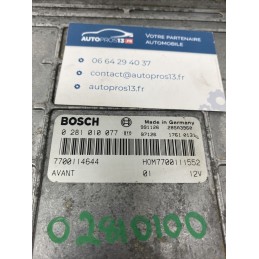 AUTOPROS13.FR
VOTRE PARTENAIRE
AUTOMOBILE
06 64 29 40 37
contact@autopros13.fr
autopros13.fr
BOSCH Made in Germany
0 281 010 077
7700114644 HOM7700111552
AVANT 01 12V
02810100